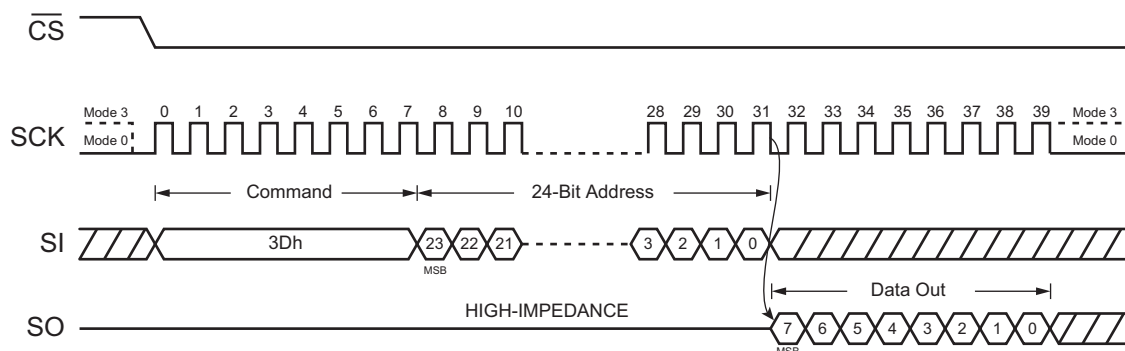 CS
Mode 3
0 1 2 3 4 5 6 7 8 9 10 28 29 30 31 32 33 34 35 36 37 38 39
Mode 3
SCK
Mode 0
Mode 0
Command
24-Bit Address
SI
3Dh
23 22 21 3 2 1 0
MSB
Data Out
HIGH-IMPEDANCE
SO
7 6 5 4 3 2 1 0
MSB